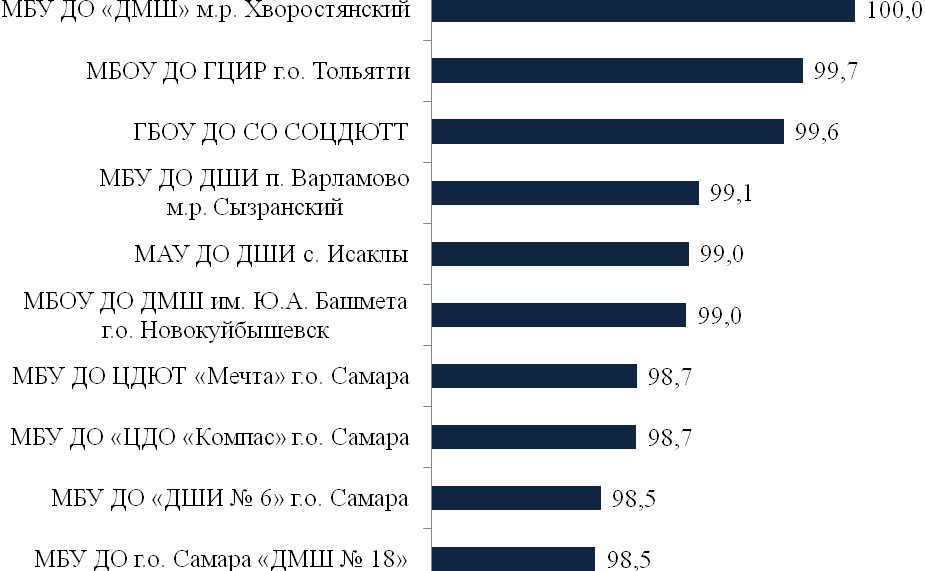 МБУ ДО «ДМШ» м.р. Хворостянский 100,0
МБОУ ДО ГЦИР г.о. Тольятти 99,7
ГБОУ ДО СО СОЦДЮТТ 99,6
МБУ ДО ДШИ п. Варламово
м.р. Сызранский 99,1
МАУ ДО ДШИ с. Исаклы 99,0
МБОУ ДО ДМШ им. Ю.А. Башмета
г.о. Новокуйбышевск 99,0
МБУ ДО ЦДЮТ «Мечта» г.о. Самара 98,7
МБУ ДО «ЦДО «Компас» г.о. Самара 98,7
МБУ ДО «ДШИ № 6» г.о. Самара 98,5
МБУ ДО г.о. Самара «ДМШ № 18» 98,5